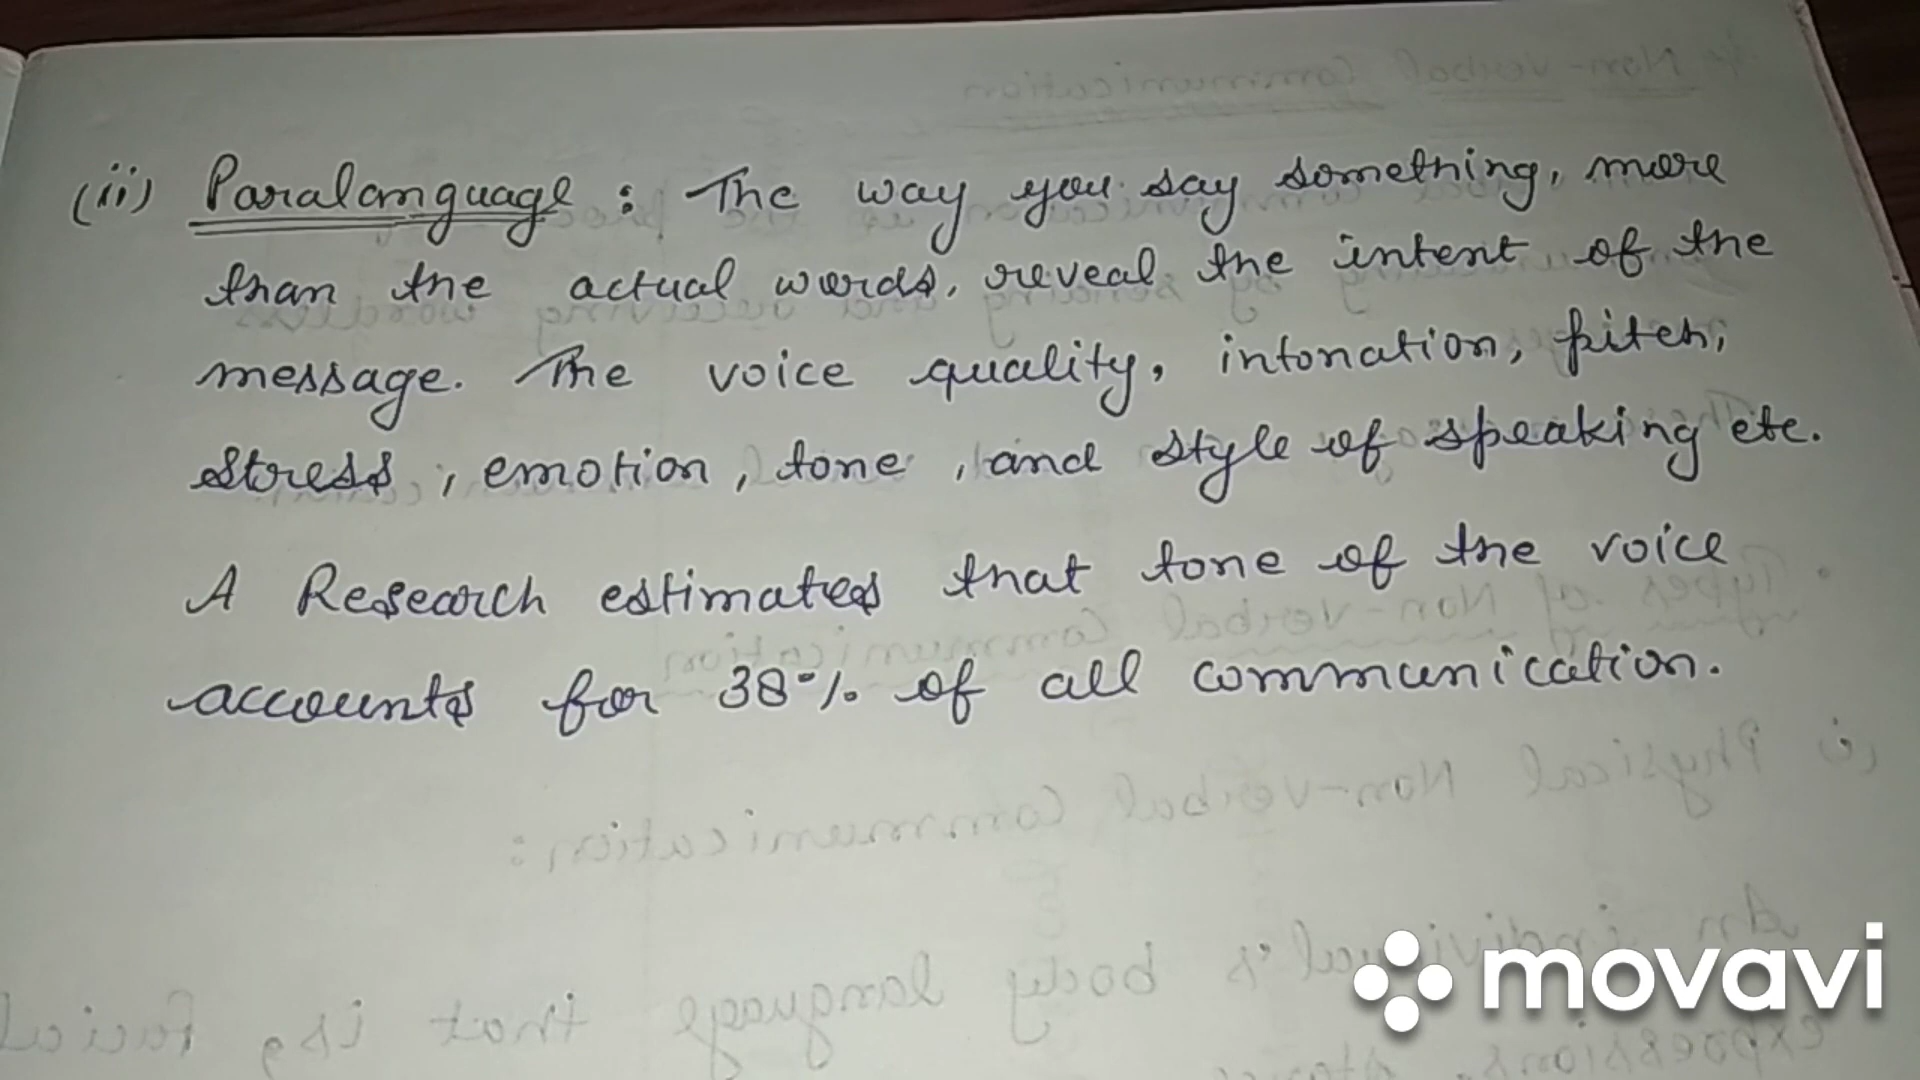 (ii) Paralanguage : The way you say something, more
than the actual words, reveal the intent of the
message. The voice quality, intonation, pitch,
stress, emotion, tone, and style of speaking etc.
A Research estimates that tone of the voice
accounts for 38% of all communication.
movavi